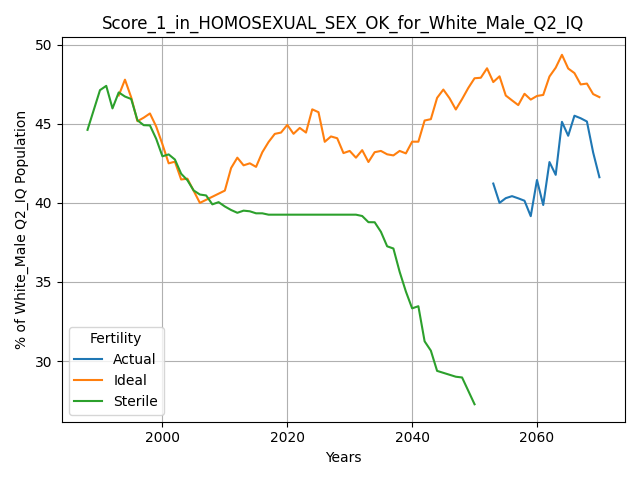 Score_1_in_HOMOSEXUAL_SEX_OK_for_White_Male_Q2_IQ
% of White_Male Q2_IQ Population
50
45
40
35
30
Fertility
Actual
Ideal
Sterile
2000 2020 2040 2060
Years